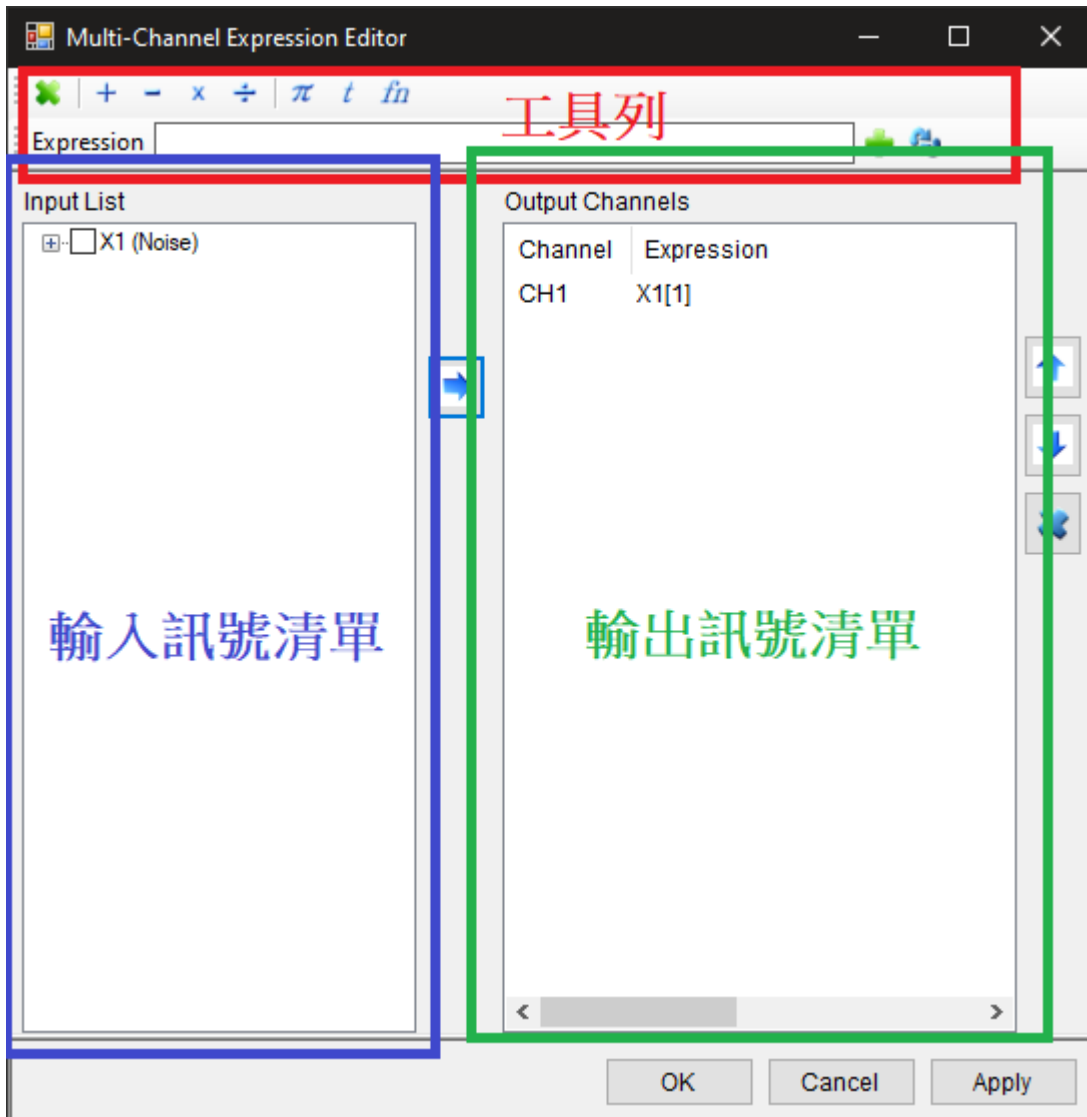 Multi-Channel Expression Editor
+ - x ÷ π t fn
工具列
Expression
Input List
X1 (Noise)
輸入訊號清單
Output Channels
Channel Expression
CH1 X1[1]
輸出訊號清單
OK Cancel Apply